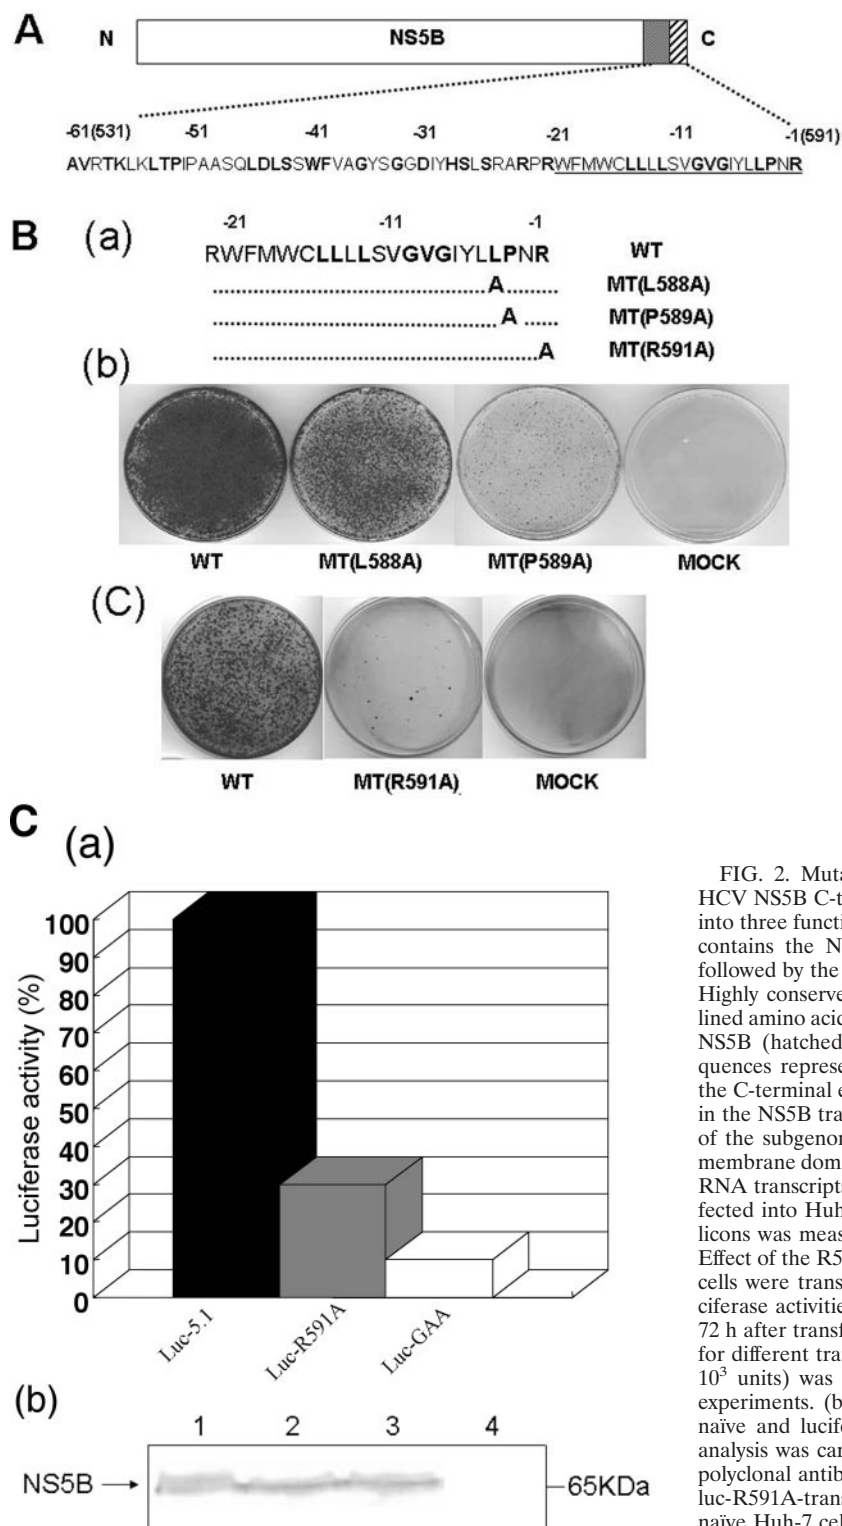 A
N NS5B C
-61(531) -51 -41 -31 -21 -11 -1(591)
AVRTKLKLTPIPAASQLDLSSWFVAGYSGGDIYHSLSRARPRWFMWCLLLLSVGVGIYLLPNR
B (a)
-21 -11 -1
RWFMWCLLLLSVGVGIYLLPNR WT
A MT(L588A)
A MT(P589A)
A MT(R591A)
(b)
WT MT(L588A) MT(P589A) MOCK
(C)
WT MT(R591A) MOCK
C (a)
Luciferase activity (%)
100
90
80
70
60
50
40
30
20
10
0
Luc-5.1 Luc-R591A Luc-GAA
(b)
1 2 3 4
NS5B 65KDa
FIG. 2. Muta
HCV NS5B C-t
into three functi
contains the N
followed by the
Highly conserve
lined amino acid
NS5B (hatched
quences represe
the C-terminal e
in the NS5B tra
of the subgenor
membrane dom
RNA transcripts
fected into Huh
licons was meas
Effect of the R5
cells were trans
ciferase activitie
72 h after transf
for different tran
10³ units) was
experiments. (b
naïve and lucife
analysis was car
polyclonal antib
luc-R591A-trans
naïve Huh-7 cel